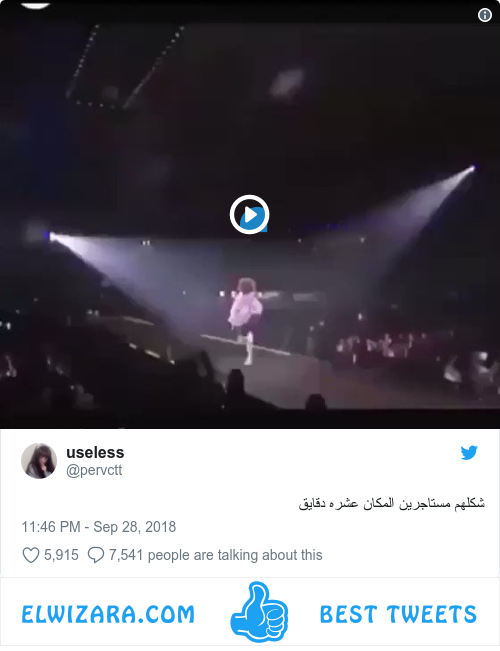 useless
@pervctt
شكلهم مستاجرين المكان عشره دقايق
11:46 PM - Sep 28, 2018
5,915 7,541 people are talking about this
ELWIZARA.COM BEST TWEETS